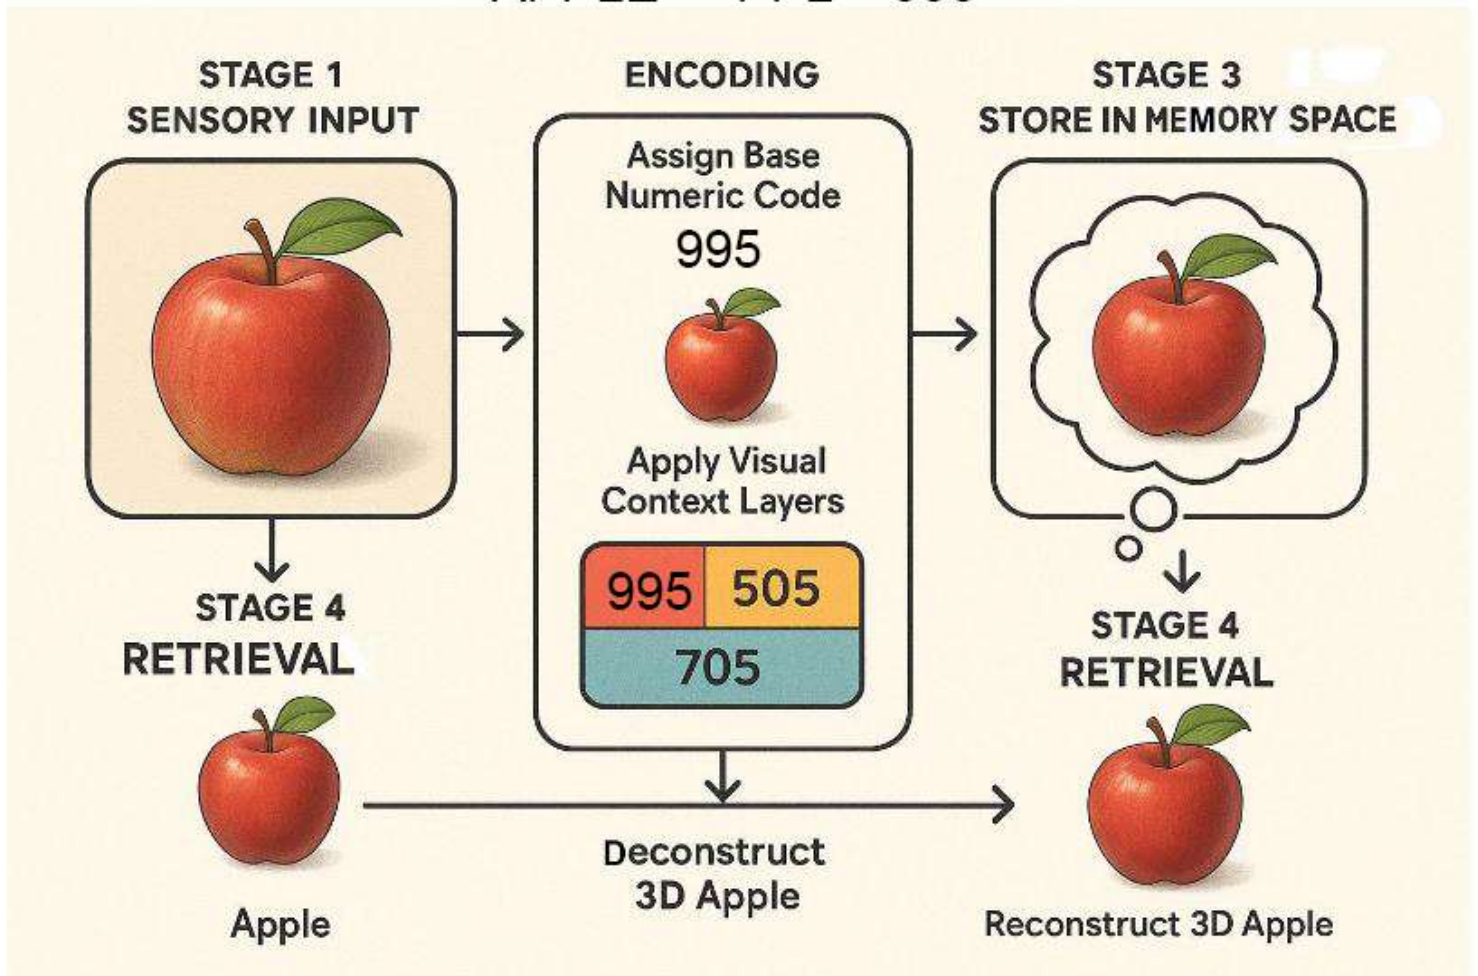 STAGE 1
SENSORY INPUT
ENCODING
Assign Base
Numeric Code
995
Apply Visual
Context Layers
995 505
705
STAGE 3
STORE IN MEMORY SPACE
STAGE 4
RETRIEVAL
Apple
Deconstruct
3D Apple
STAGE 4
RETRIEVAL
Reconstruct 3D Apple